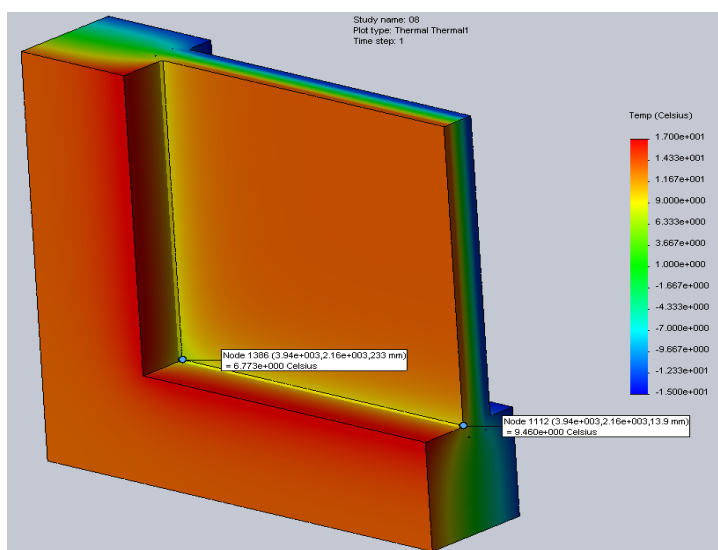 Study name: 08
Plot type: Thermal Thermal1
Time step: 1
Temp (Celsius)
1.700e+001
1.433e+001
1.167e+001
9.000e+000
6.333e+000
3.667e+000
1.000e+000
-1.667e+000
-4.333e+000
-7.000e+000
-9.667e+000
-1.233e+001
-1.500e+001
Node 1386 (3.94e+003,2.16e+003,233 mm)
= 6.773e+000 Celsius
Node 1112 (3.94e+003,2.16e+003,13.9 mm)
= 9.460e+000 Celsius